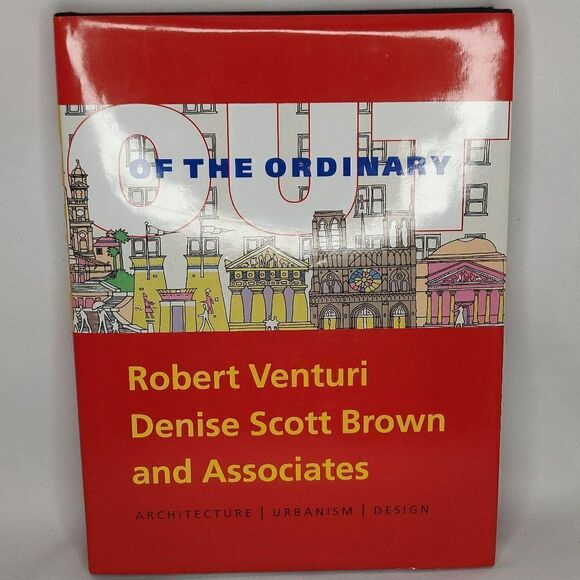 OUT
OF THE ORDINARY
Robert Venturi
Denise Scott Brown
and Associates
ARCHITECTURE | URBANISM | DESIGN